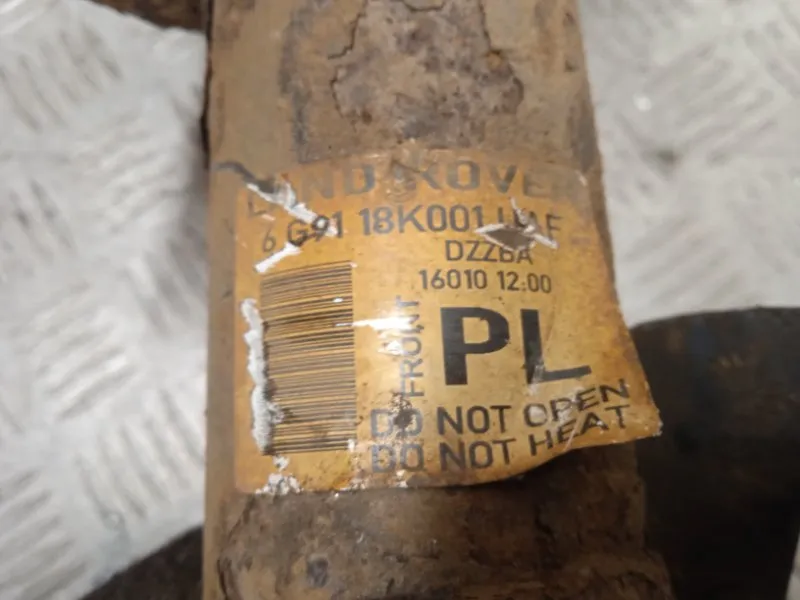 LAND ROVER
6G91 18K001
DZZBA
16010 12:00
FRONT
PL
DO NOT OPEN
DO NOT HEAT